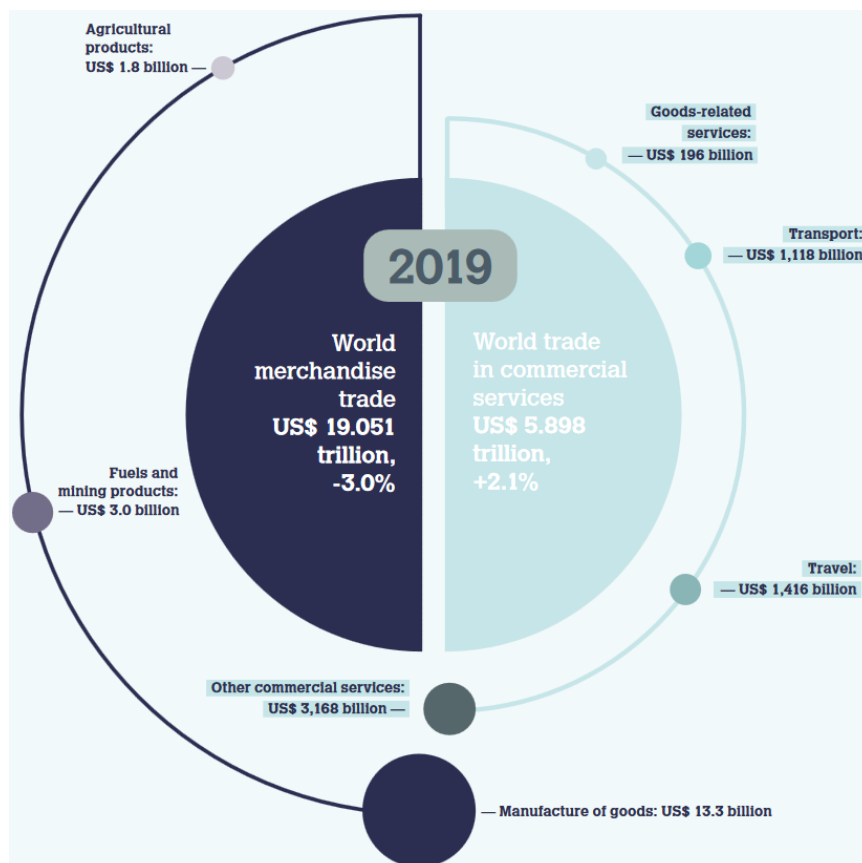 Agricultural
products:
US$ 1.8 billion —
Goods-related
services:
— US$ 196 billion
Transport:
— US$ 1,118 billion
2019
World
merchandise
trade
US$ 19.051
trillion,
-3.0%
World trade
in commercial
services
US$ 5.898
trillion,
+2.1%
Fuels and
mining products:
— US$ 3.0 billion
Travel:
— US$ 1,416 billion
Other commercial services:
US$ 3,168 billion —
— Manufacture of goods: US$ 13.3 billion